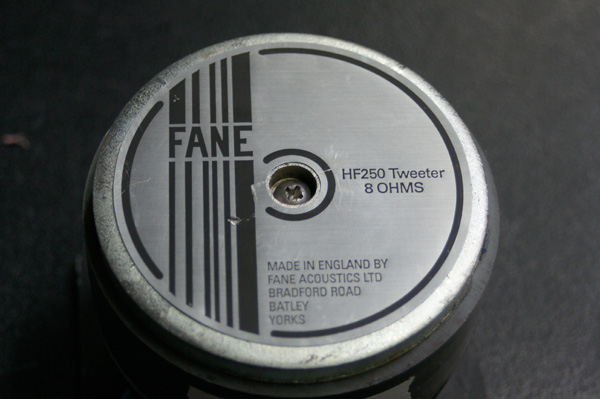 FANE
HF250 Tweeter
8 OHMS
MADE IN ENGLAND BY
FANE ACOUSTICS LTD
BRADFORD ROAD
BATLEY
YORKS